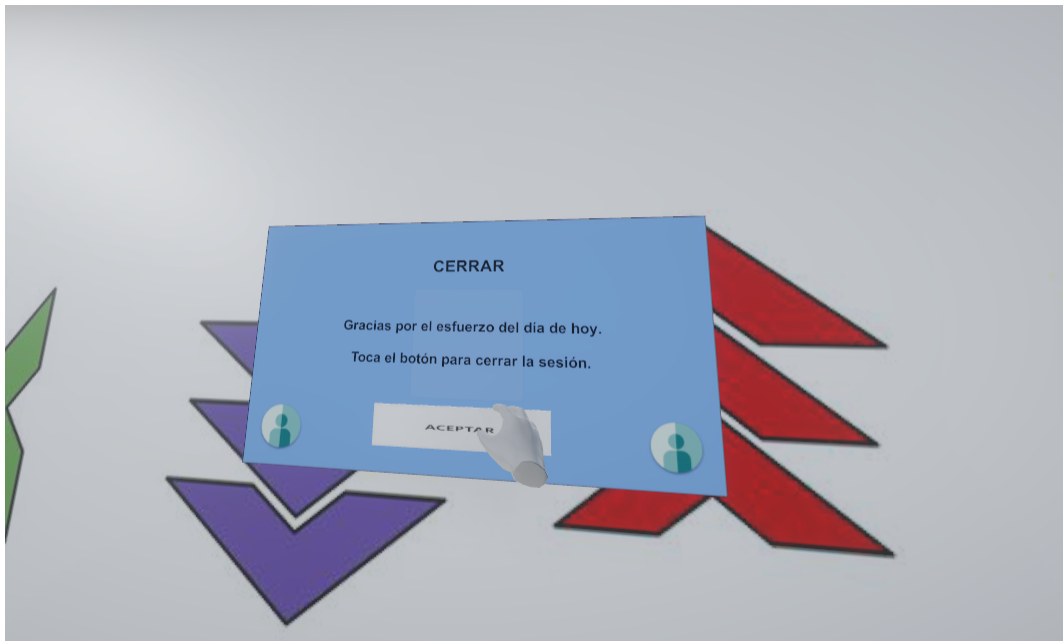 CERRAR
Gracias por el esfuerzo del dia de hoy.
Toca el botón para cerrar la sesión.
ACEPTAR